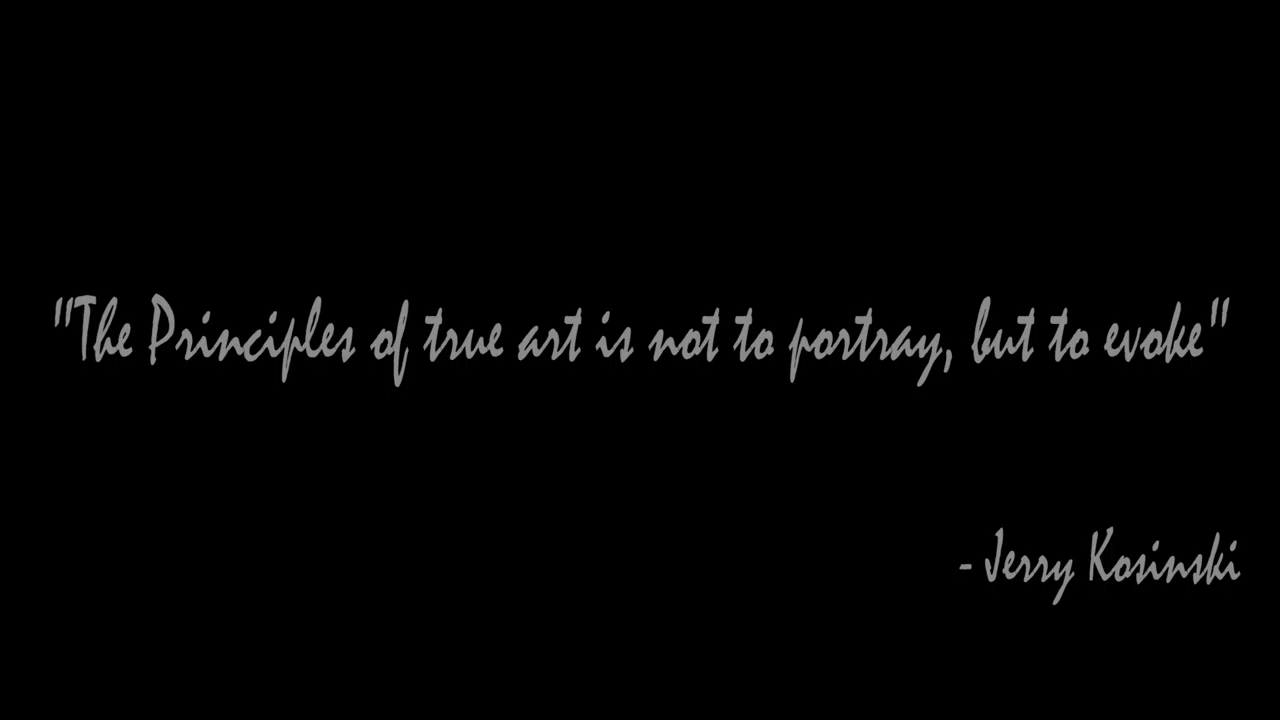 "The Principles of true art is not to portray, but to evoke"
- Jerry Kosinski